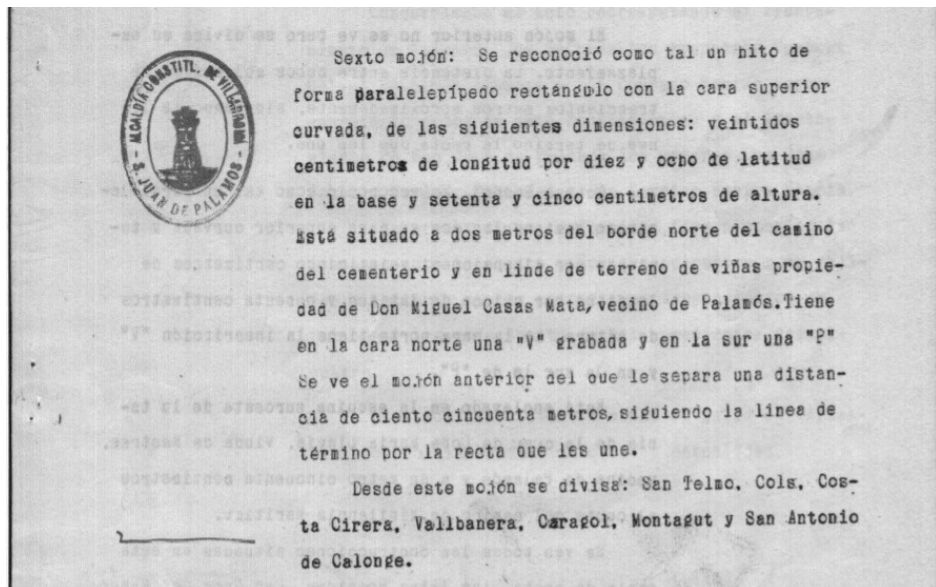 ALCALDIA CONSTITL. DE
- S. JUAN DE PALAMOS -
Sexto mojón: Se reconoció como tal un hito de
forma paralelepípedo rectángulo con la cara superior
curvada, de las siguientes dimensiones: veintidos
centimetros de longitud por diez y ocho de latitud
en la base y setenta y cinco centimetros de altura.
Está situado a dos metros del borde norte del camino
del cementerio y en linde de terreno de viñas propie-
dad de Don Miguel Casas Mata, vecino de Palamós.Tiene
en la cara norte una "V" grabada y en la sur una "P"
Se ve el mojón anterior del que le separa una distan-
cia de ciento cincuenta metros, siguiendo la linea de
término por la recta que les une.
Desde este mojón se divisa: San Telmo, Cols, Cos-
ta Cirera, Vallbanera, Caragol, Montagut y San Antonio
de Calonge.